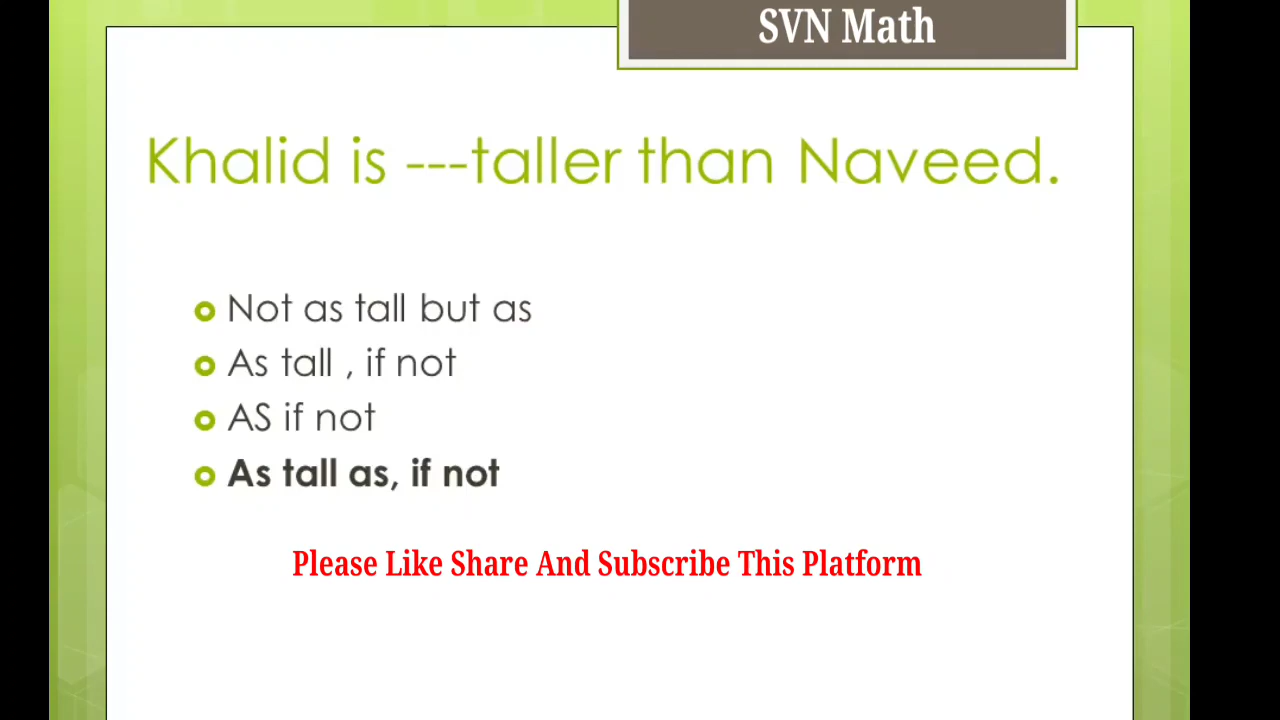 SVN Math
Khalid is ---taller than Naveed.
Not as tall but as
As tall , if not
AS if not
As tall as, if not
Please Like Share And Subscribe This Platform